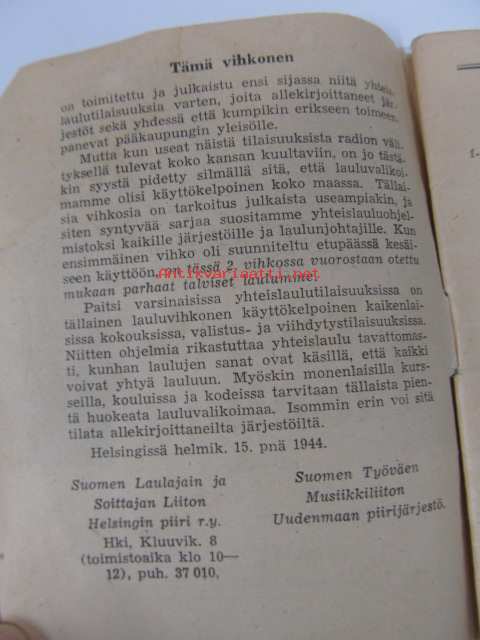 Tämä vihkonen
on toimitettu ja julkaistu ensi sijassa niitä yhteis-
laulutilaisuuksia varten, joita allekirjoittaneet jär-
jestöt sekä yhdessä että kumpikin erikseen toimeen-
panevat pääkaupungin yleisölle.
Mutta kun useat näistä tilaisuuksista radion väli-
tyksellä tulevat koko kansan kuultaviin, on jo tästä-
kin syystä pidetty silmällä sitä, että lauluvalikoi-
mamme olisi käyttökelpoinen koko maassa. Tällai-
sia vihkosia on tarkoitus julkaista useampiakin, ja
siten syntyvää sarjaa suositamme yhteislauluohjel-
mistoksi kaikille järjestöille ja laulunjohtajille. Kun
ensimmäinen vihko oli suunniteltu etupäässä kesäi-
seen käyttöön, on tässä 2. vihkossa vuorostaan otettu
mukaan parhaat talviset laulumme.
Paitsi varsinaisissa yhteislaulutilaisuuksissa on
tällainen lauluvihkonen käyttökelpoinen kaikenlai-
sissa kokouksissa, valistus- ja viihdytystilaisuuksissa.
Niitten ohjelmia rikastuttaa yhteislaulu tavattomas-
ti, kunhan laulujen sanat ovat käsillä, että kaikki
voivat yhtyä lauluun. Myöskin monenlaisilla kurs-
seilla, kouluissa ja kodeissa tarvitaan tällaista pien-
tä huokeata lauluvalikoimaa. Isommin erin voi sitä
tilata allekirjoittaneilta järjestöiltä.
Helsingissä helmik. 15. pnä 1944.
Suomen Laulajain ja
Soittajan Liiton
Helsingin piiri r.y.
Hki, Kluuvik. 8
(toimistoaika klo 10—
12), puh. 37 010,
Suomen Työväen
Musiikkiliiton
Uudenmaan piirijärjestö.
Antikvariaatti.net